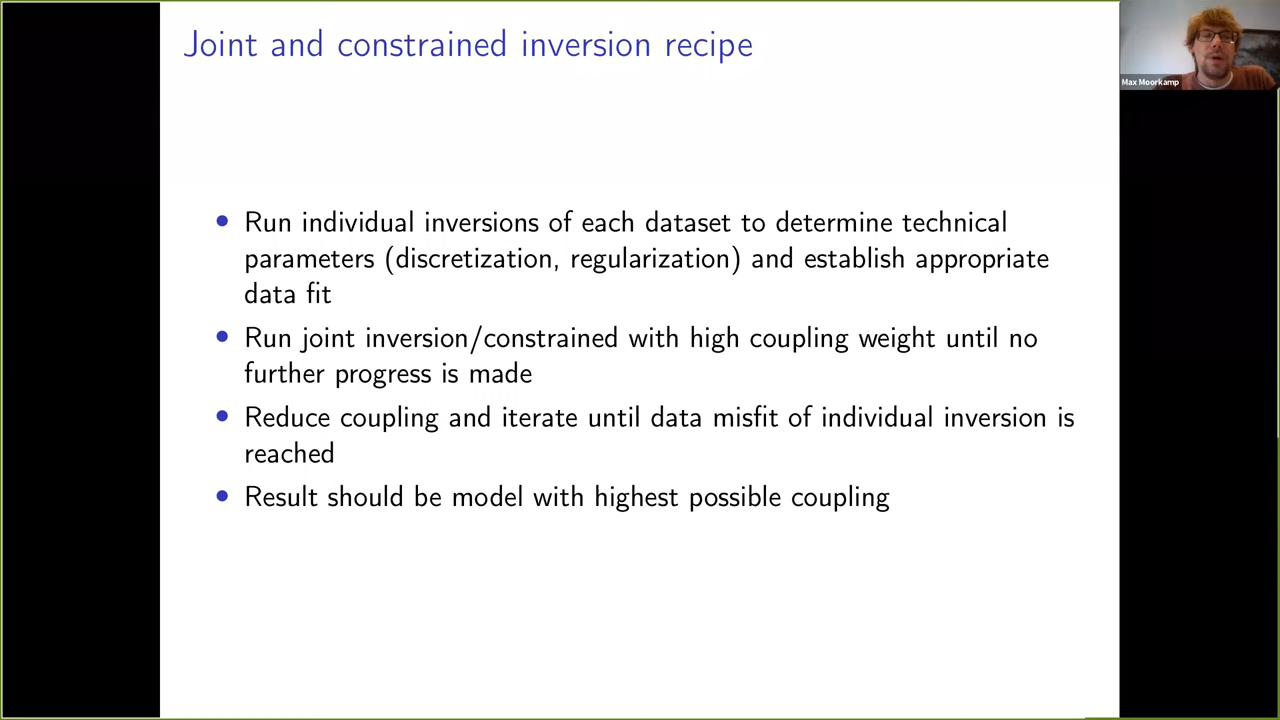 Joint and constrained inversion recipe
Max Moorkamp
• Run individual inversions of each dataset to determine technical
parameters (discretization, regularization) and establish appropriate
data fit
• Run joint inversion/constrained with high coupling weight until no
further progress is made
• Reduce coupling and iterate until data misfit of individual inversion is
reached
• Result should be model with highest possible coupling